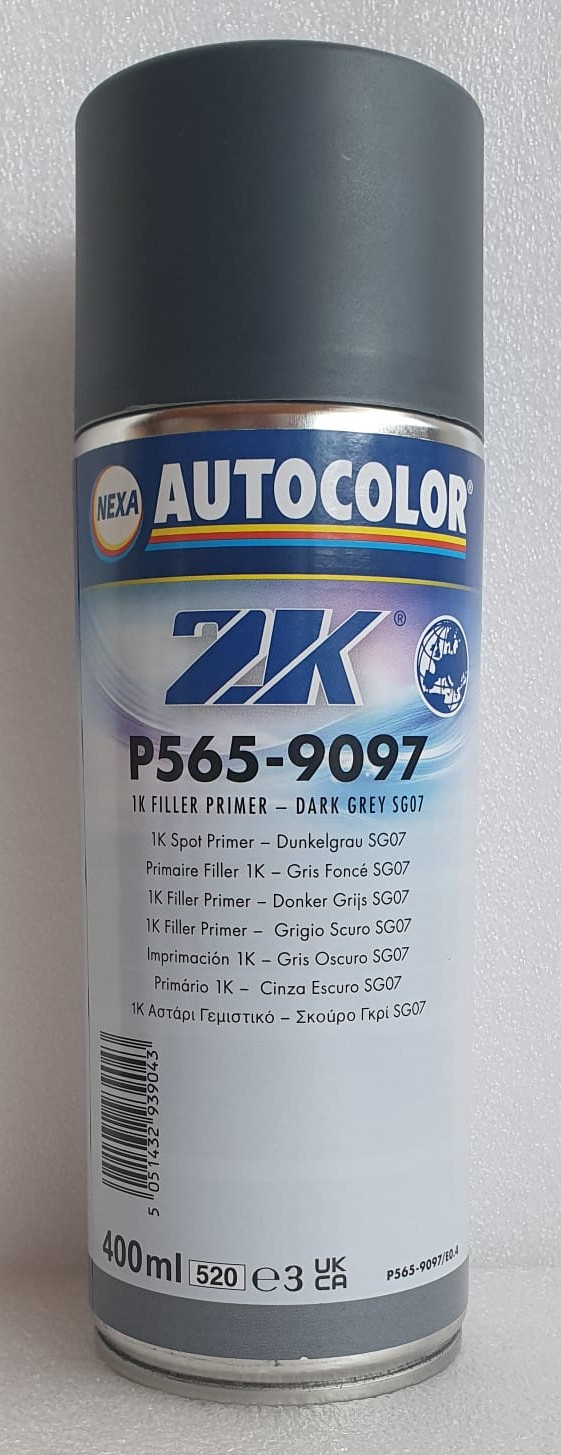 NEXA AUTOCOLOR®
2K®
P565-9097
1K FILLER PRIMER – DARK GREY SG07
1K Spot Primer – Dunkelgrau SG07
Primaire Filler 1K – Gris Foncé SG07
1K Filler Primer – Donker Grijs SG07
1K Filler Primer – Grigio Scuro SG07
Imprimación 1K – Gris Oscuro SG07
Primário 1K – Cinza Escuro SG07
1K Αστάρι Γεμιστικό – Σκούρο Γκρί SG07
5 051432 939043
400ml 520 e3 UK
CA
P565-9097/E0.4